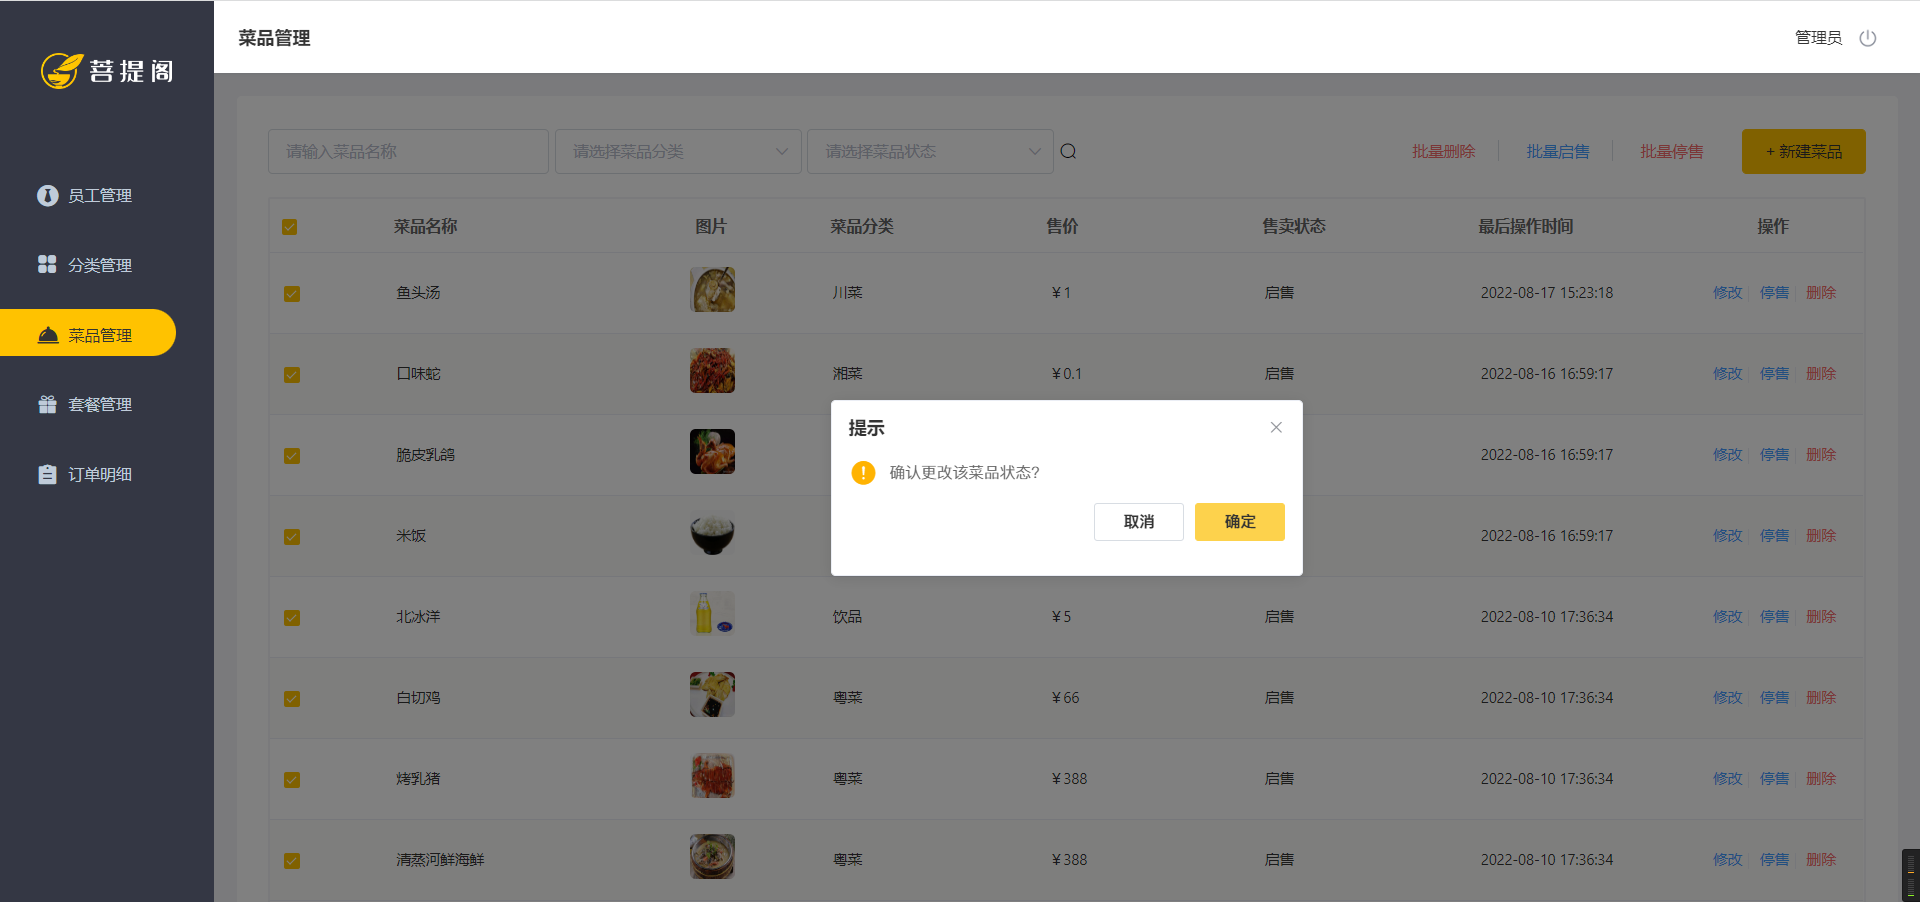 菩提阁
员工管理
分类管理
菜品管理
套餐管理
订单明细
菜品管理
管理员
请输入菜品名称 请选择菜品分类 请选择菜品状态 批量删除 批量启售 批量停售 + 新建菜品
菜品名称 图片 菜品分类 售价 售卖状态 最后操作时间 操作
鱼头汤 川菜 ¥1 启售 2022-08-17 15:23:18 修改 停售 删除
口味蛇 湘菜 ¥0.1 启售 2022-08-16 16:59:17 修改 停售 删除
脆皮乳鸽 2022-08-16 16:59:17 修改 停售 删除
米饭 2022-08-16 16:59:17 修改 停售 删除
北冰洋 饮品 ¥5 启售 2022-08-10 17:36:34 修改 停售 删除
白切鸡 粤菜 ¥66 启售 2022-08-10 17:36:34 修改 停售 删除
烤乳猪 粤菜 ¥388 启售 2022-08-10 17:36:34 修改 停售 删除
清蒸河鲜海鲜 粤菜 ¥388 启售 2022-08-10 17:36:34 修改 停售 删除
提示
确认更改该菜品状态?
取消 确定